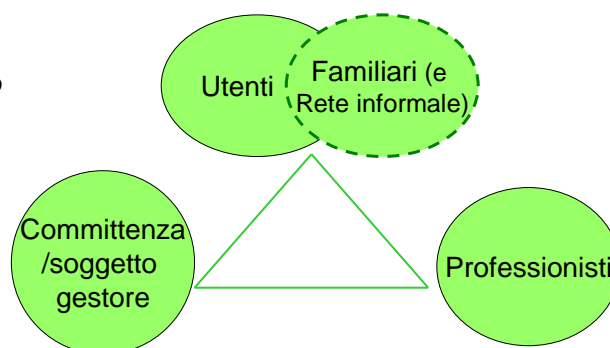 Utenti
Familiari (e
Rete informale)
Committenza
/soggetto
gestore
Professionisti